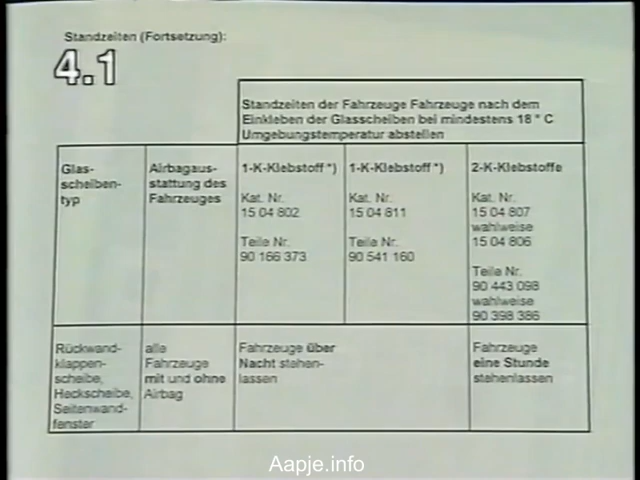 Standzeiten (Fortsetzung):
4.1
Standzeiten der Fahrzeuge Fahrzeuge nach dem
Einkleben der Glasscheiben bei mindestens 18 ° C
Umgebungstemperatur abstellen
Glas-
scheiben-
typ
Airbagaus-
stattung des
Fahrzeuges
1-K-Klebstoff *)
Kat. Nr.
15 04 802
Teile Nr.
90 166 373
1-K-Klebstoff *)
Kat. Nr.
15 04 811
Teile Nr.
90 541 160
2-K-Klebstoffe
Kat. Nr.
15 04 807
wahlweise
15 04 806
Teile Nr.
90 443 098
wahlweise
90 398 386
Rückwand-
klappen-
scheibe,
Heckscheibe,
Seitenwand-
fenster
alle
Fahrzeuge
mit und ohne
Airbag
Fahrzeuge über
Nacht stehen-
lassen
Fahrzeuge
eine Stunde
stehenlassen
Aapje.info